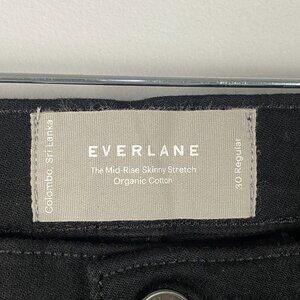 Colombo, Sri Lanka
EVERLANE
The Mid-Rise Skinny Stretch
Organic Cotton
30 Regular